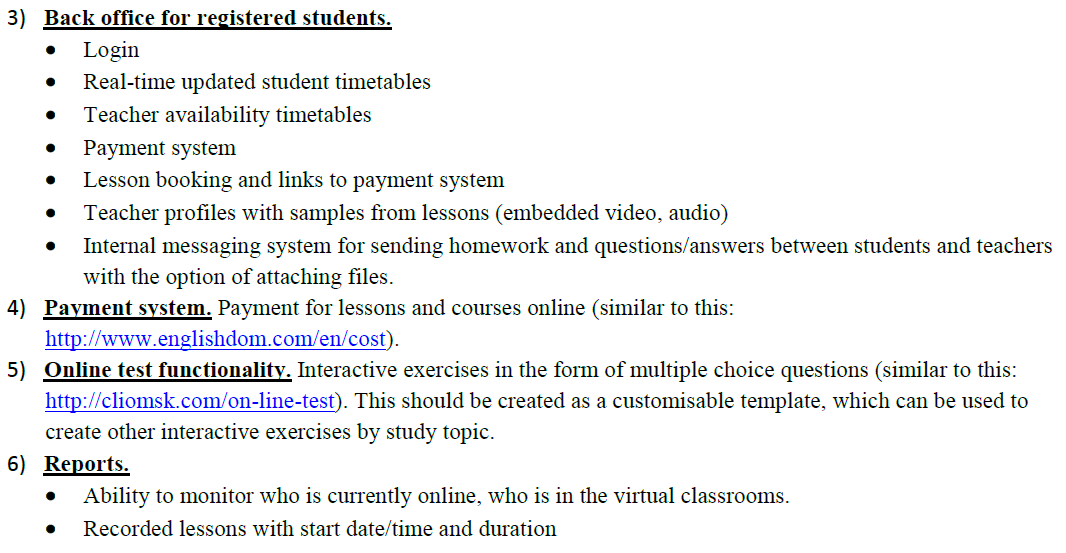 3) Back office for registered students.
• Login
• Real-time updated student timetables
• Teacher availability timetables
• Payment system
• Lesson booking and links to payment system
• Teacher profiles with samples from lessons (embedded video, audio)
• Internal messaging system for sending homework and questions/answers between students and teachers
with the option of attaching files.
4) Payment system. Payment for lessons and courses online (similar to this:
http://www.englishdom.com/en/cost).
5) Online test functionality. Interactive exercises in the form of multiple choice questions (similar to this:
http://cliomsk.com/on-line-test). This should be created as a customisable template, which can be used to
create other interactive exercises by study topic.
6) Reports.
• Ability to monitor who is currently online, who is in the virtual classrooms.
• Recorded lessons with start date/time and duration